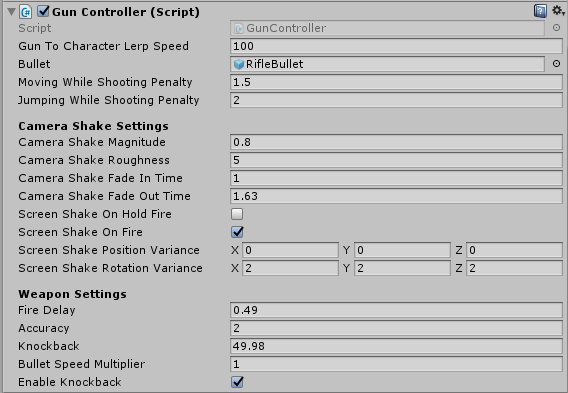 Gun Controller (Script)
Script GunController
Gun To Character Lerp Speed 100
Bullet RifleBullet
Moving While Shooting Penalty 1.5
Jumping While Shooting Penalty 2
Camera Shake Settings
Camera Shake Magnitude 0.8
Camera Shake Roughness 5
Camera Shake Fade In Time 1
Camera Shake Fade Out Time 1.63
Screen Shake On Hold Fire
Screen Shake On Fire
Screen Shake Position Variance X 0 Y 0 Z 0
Screen Shake Rotation Variance X 2 Y 2 Z 2
Weapon Settings
Fire Delay 0.49
Accuracy 2
Knockback 49.98
Bullet Speed Multiplier 1
Enable Knockback